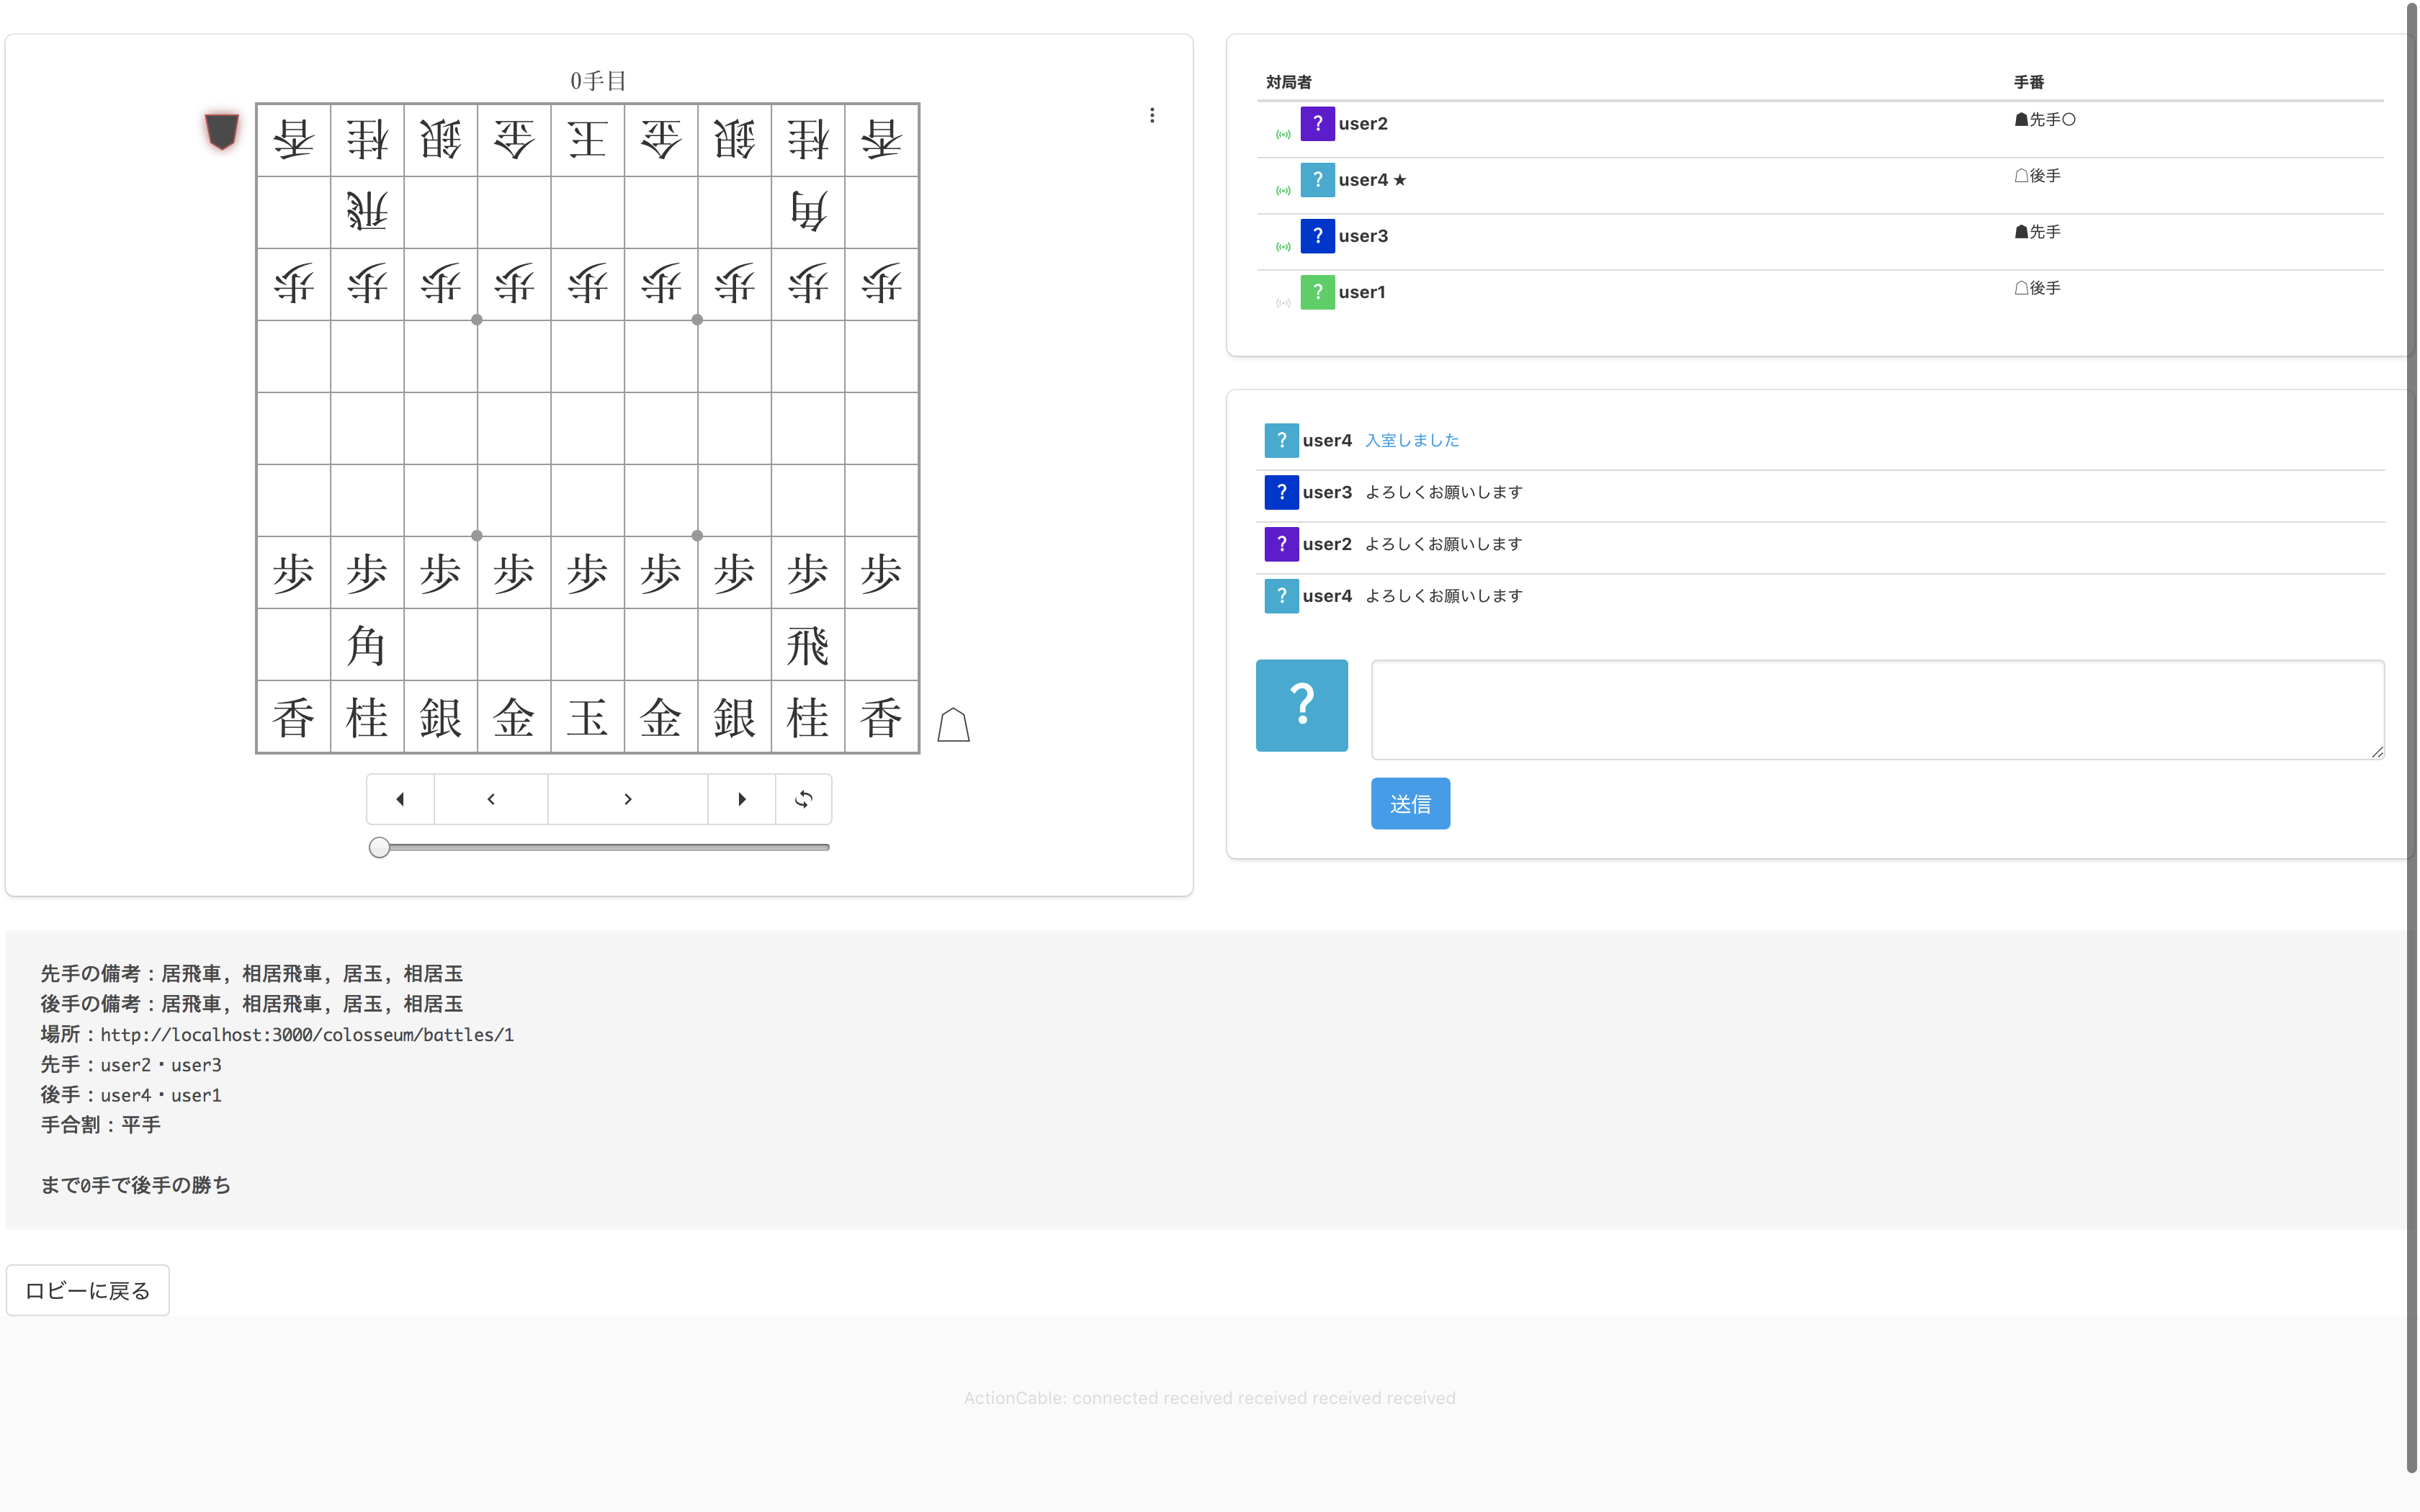 0手目
香桂銀金王金銀桂香
飛角
歩歩歩歩歩歩歩歩歩
歩歩歩歩歩歩歩歩歩
角飛
香桂銀金玉金銀桂香
対局者 手番
? user2 ☗先手○
? user4 ★ ☖後手
? user3 ☗先手
? user1 ☖後手
? user4 入室しました
? user3 よろしくお願いします
? user2 よろしくお願いします
? user4 よろしくお願いします
?
送信
先手の備考：居飛車, 相居飛車, 居玉, 相居玉
後手の備考：居飛車, 相居飛車, 居玉, 相居玉
場所：http://localhost:3000/colosseum/battles/1
先手：user2・user3
後手：user4・user1
手合割：平手
まで0手で後手の勝ち
ロビーに戻る
ActionCable: connected received received received received